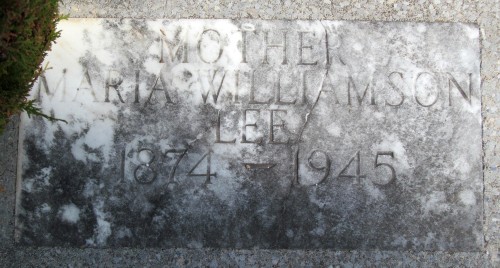 MOTHER
MARIA WILLIAMSON
LEE
1874 – 1945